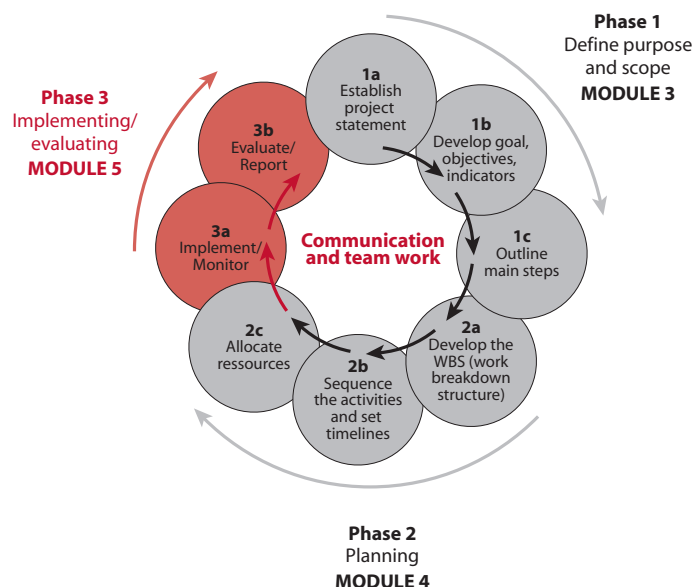 Phase 1
Define purpose
and scope
MODULE 3
1a
Establish
project
statement
1b
Develop goal,
objectives,
indicators
1c
Outline
main steps
2a
Develop the
WBS (work
breakdown
structure)
2b
Sequence
the activities
and set
timelines
2c
Allocate
ressources
3a
Implement/
Monitor
3b
Evaluate/
Report
Phase 3
Implementing/
evaluating
MODULE 5
Communication
and team work
Phase 2
Planning
MODULE 4